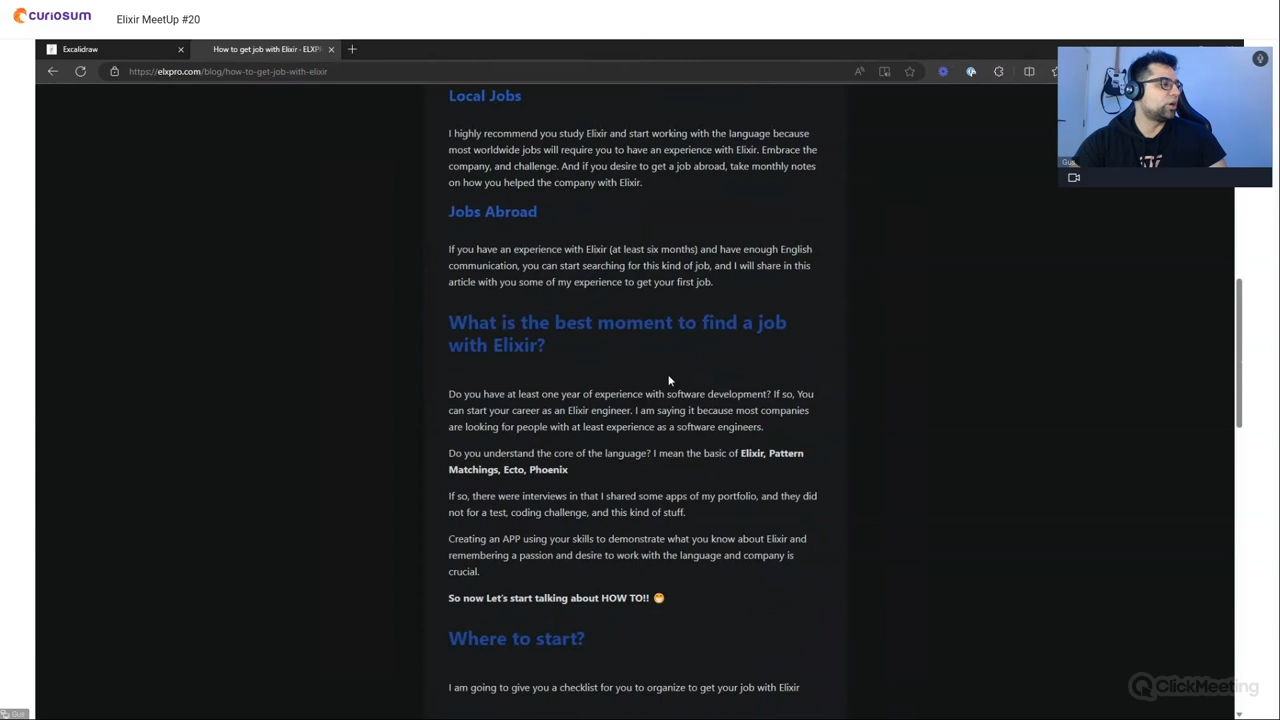 curiosum
Elixir MeetUp #20
Excalidraw
How to get job with Elixir - ELXP
https://elxpro.com/blog/how-to-get-job-with-elixir
Local Jobs
I highly recommend you study Elixir and start working with the language because
most worldwide jobs will require you to have an experience with Elixir. Embrace the
company, and challenge. And if you desire to get a job abroad, take monthly notes
on how you helped the company with Elixir.
Jobs Abroad
If you have an experience with Elixir (at least six months) and have enough English
communication, you can start searching for this kind of job, and I will share in this
article with you some of my experience to get your first job.
What is the best moment to find a job
with Elixir?
Do you have at least one year of experience with software development? If so, You
can start your career as an Elixir engineer. I am saying it because most companies
are looking for people with at least experience as a software engineers.
Do you understand the core of the language? I mean the basic of Elixir, Pattern
Matchings, Ecto, Phoenix
If so, there were interviews in that I shared some apps of my portfolio, and they did
not for a test, coding challenge, and this kind of stuff.
Creating an APP using your skills to demonstrate what you know about Elixir and
remembering a passion and desire to work with the language and company is
crucial.
So now Let's start talking about HOW TO!! 😁
Where to start?
I am going to give you a checklist for you to organize to get your job with Elixir
Gus
ClickMeeting
Gus